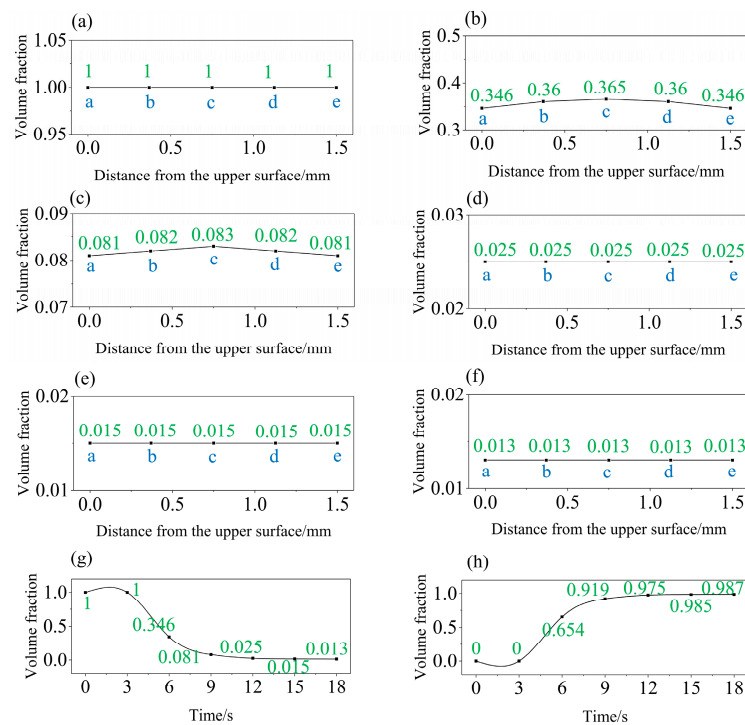 (a)
Volume fraction
1.05
1.00
0.95
1 1 1 1 1
a b c d e
0.0 0.5 1.0 1.5
Distance from the upper surface/mm
(b)
Volume fraction
0.5
0.4
0.3
0.346 0.36 0.365 0.36 0.346
a b c d e
0.0 0.5 1.0 1.5
Distance from the upper surface/mm
(c)
Volume fraction
0.09
0.08
0.07
0.081 0.082 0.083 0.082 0.081
a b c d e
0.0 0.5 1.0 1.5
Distance from the upper surface/mm
(d)
Volume fraction
0.03
0.02
0.025 0.025 0.025 0.025 0.025
a b c d e
0.0 0.5 1.0 1.5
Distance from the upper surface/mm
(e)
Volume fraction
0.02
0.01
0.015 0.015 0.015 0.015 0.015
a b c d e
0.0 0.5 1.0 1.5
Distance from the upper surface/mm
(f)
Volume fraction
0.02
0.01
0.013 0.013 0.013 0.013 0.013
a b c d e
0.0 0.5 1.0 1.5
Distance from the upper surface/mm
(g)
Volume fraction
1.0
0.5
0.0
1 1 0.346 0.081 0.025 0.015 0.013
0 3 6 9 12 15 18
Time/s
(h)
Volume fraction
1.0
0.5
0.0
0 0 0.654 0.919 0.975 0.985 0.987
0 3 6 9 12 15 18
Time/s